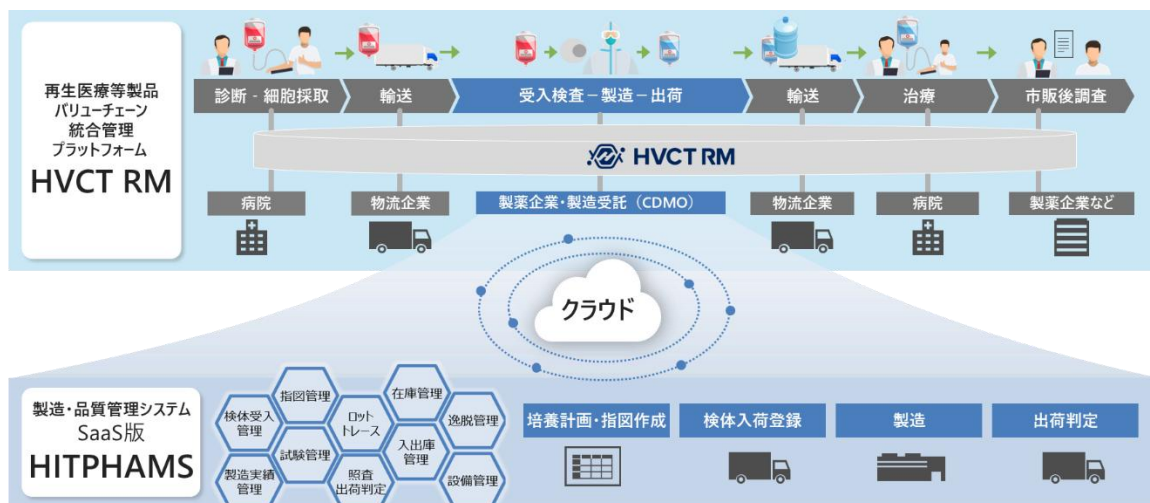 再生医療等製品
バリューチェーン
統合管理
プラットフォーム
HVCT RM
診断 - 細胞採取
輸送
受入検査－製造－出荷
輸送
治療
市販後調査
HVCT RM
病院
物流企業
製薬企業・製造受託（CDMO）
物流企業
病院
製薬企業など
クラウド
製造・品質管理システム
SaaS版
HITPHAMS
指図管理
在庫管理
検体受入
管理
ロット
トレース
逸脱管理
試験管理
入出庫
管理
製造実績
管理
照査
出荷判定
設備管理
培養計画・指図作成
検体入荷登録
製造
出荷判定